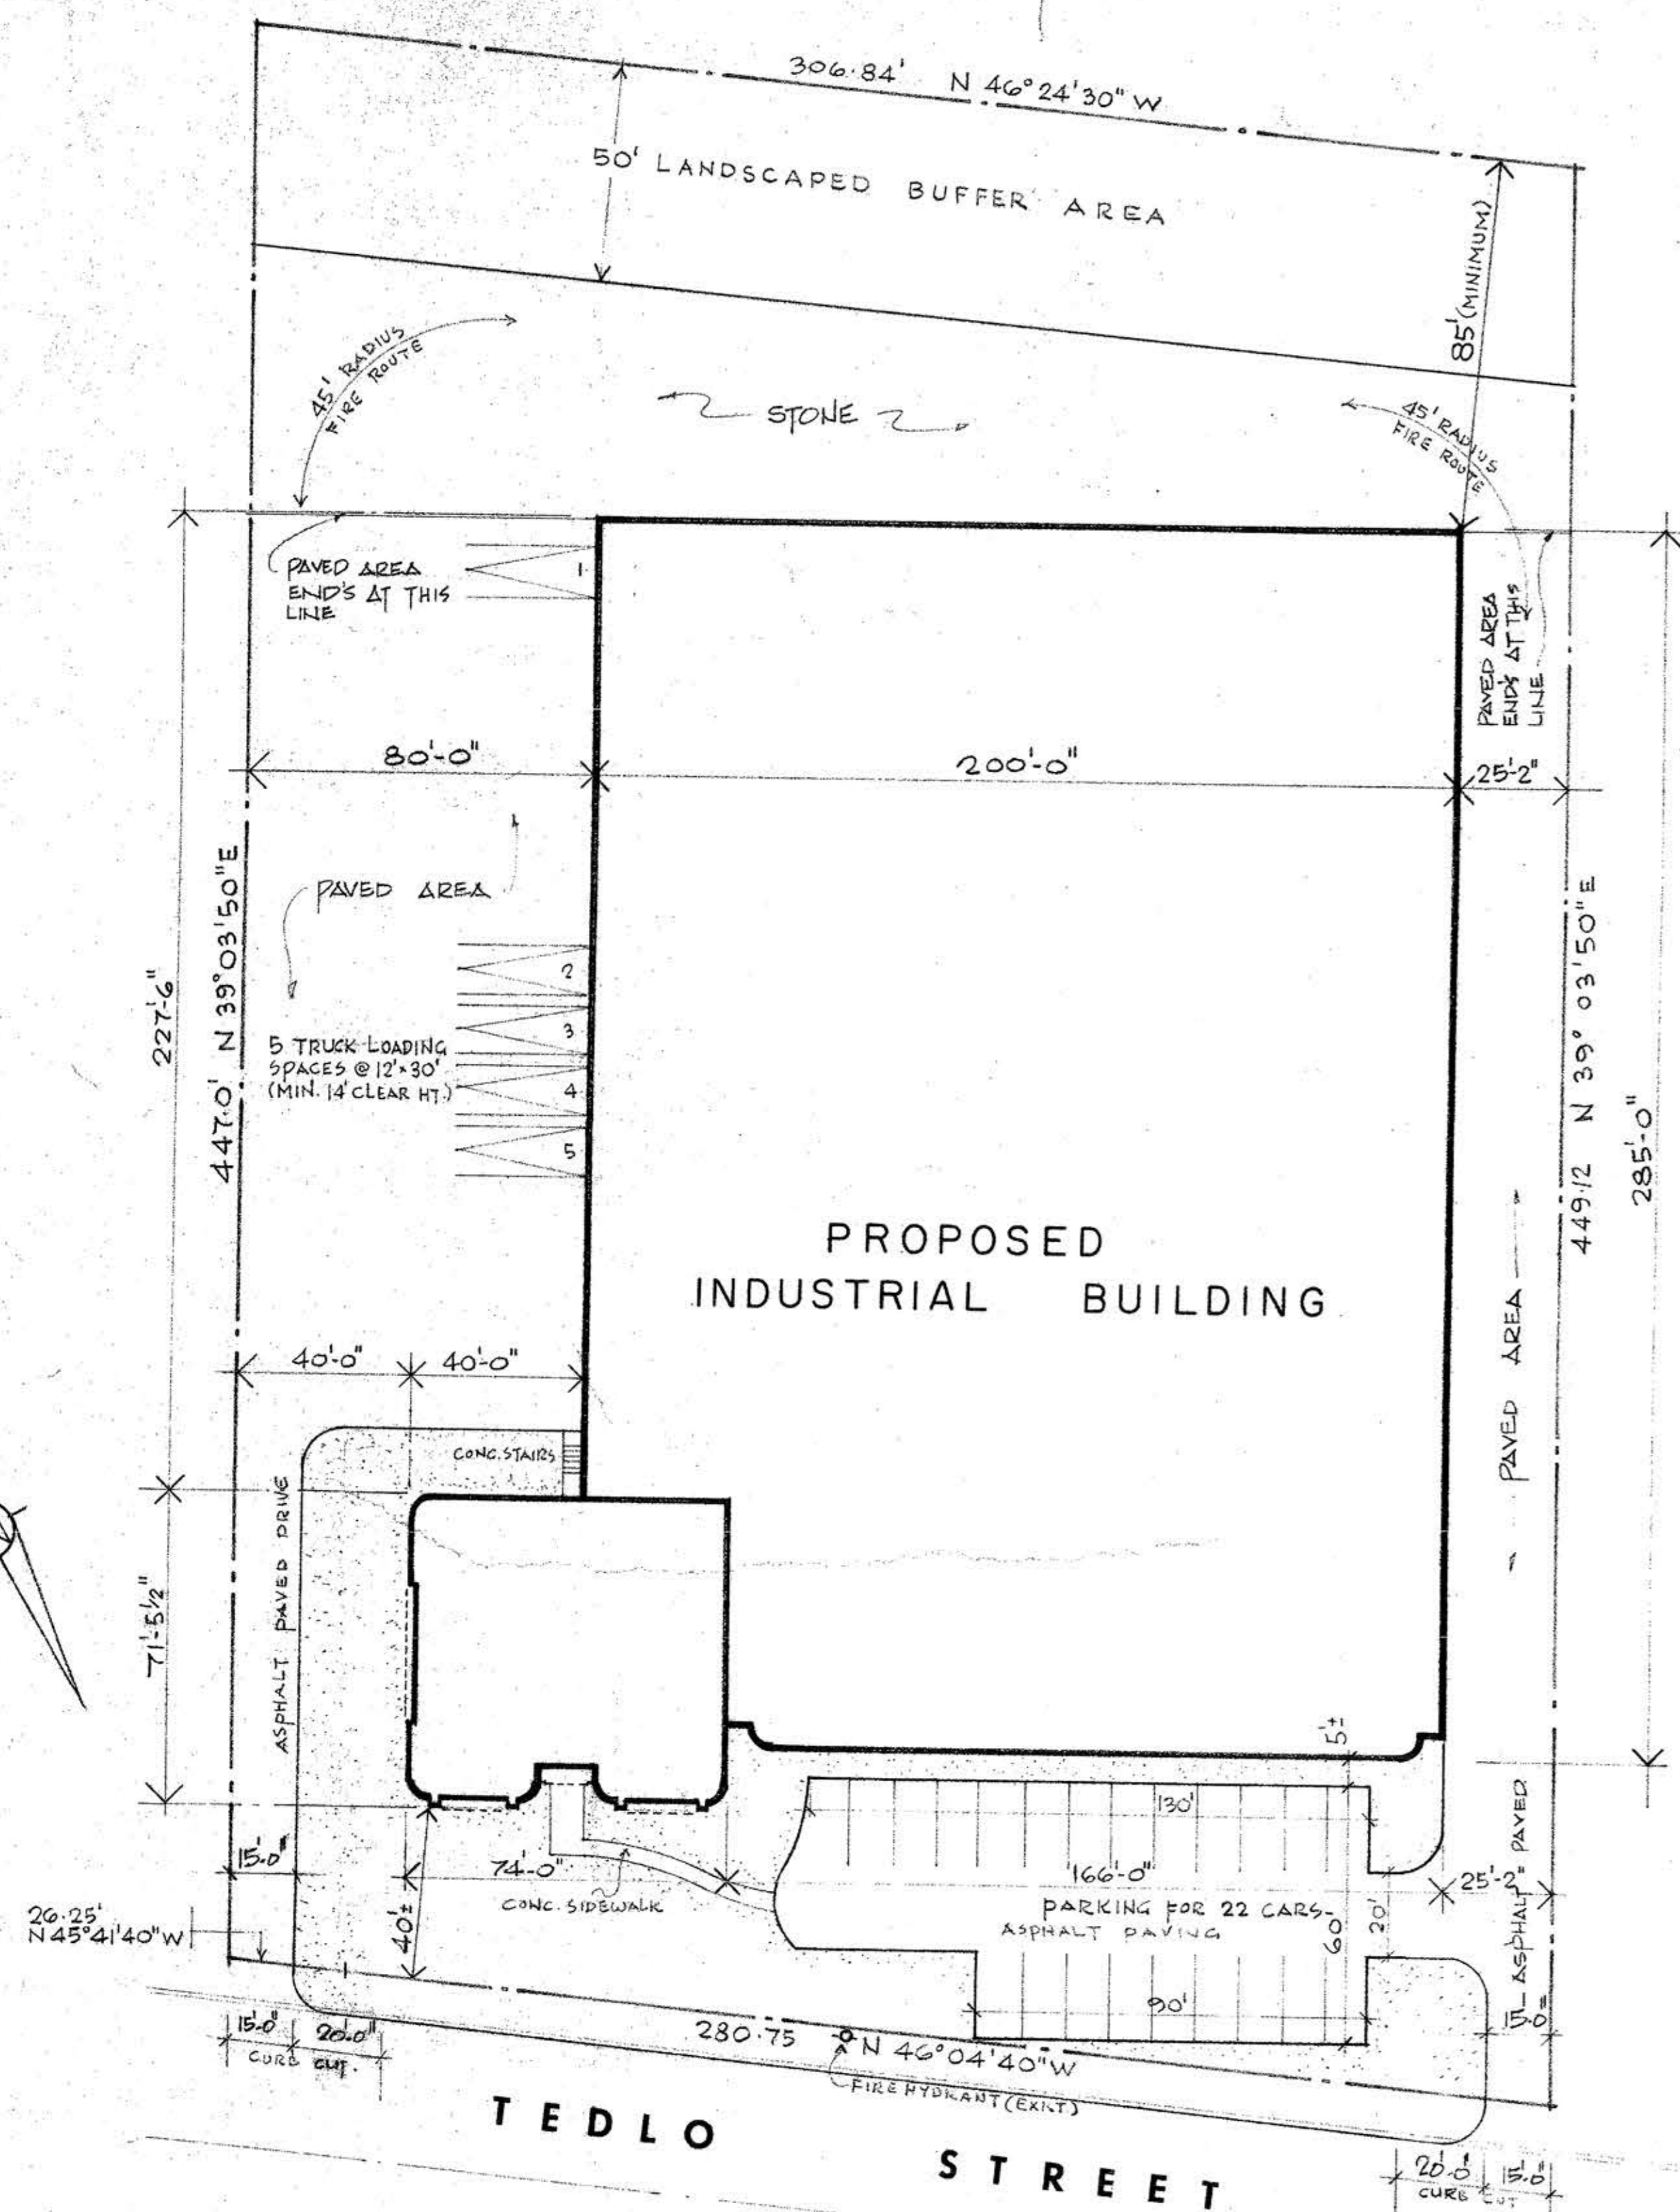 306.84' N 46°24'30" W
50' LANDSCAPED BUFFER AREA
85' (MINIMUM)
45' RADIUS
FIRE ROUTE
STONE
45' RADIUS
FIRE ROUTE
PAVED AREA
END'S AT THIS
LINE
1
PAVED AREA
END'S AT THIS
LINE
80'-0"
200'-0"
25'-2"
227'-6"
447.0' N 39°03'50"E
PAVED AREA
449.12 N 39° 03'50"E
285'-0"
2
3
4
5
5 TRUCK LOADING
SPACES @ 12'x30'
(MIN. 14' CLEAR HT.)
PROPOSED
INDUSTRIAL BUILDING
PAVED AREA
40'-0"
40'-0"
CONC. STAIRS
ASPHALT PAVED DRIVE
71'-5½"
5'±
130'
15'-0"
74'-0"
CONC. SIDEWALK
40'±
166'-0"
25'-2"
PARKING FOR 22 CARS-
ASPHALT PAVING
60'
20'
15'-0" ASPHALT PAVED
26.25'
N45°41'40"W
90'
15'-0"
20'-0"
CURB CUT.
280.75 N 46°04'40"W
FIRE HYDRANT (EXIST)
TEDLO STREET
20'-0"
15'-0"
CURB CUT